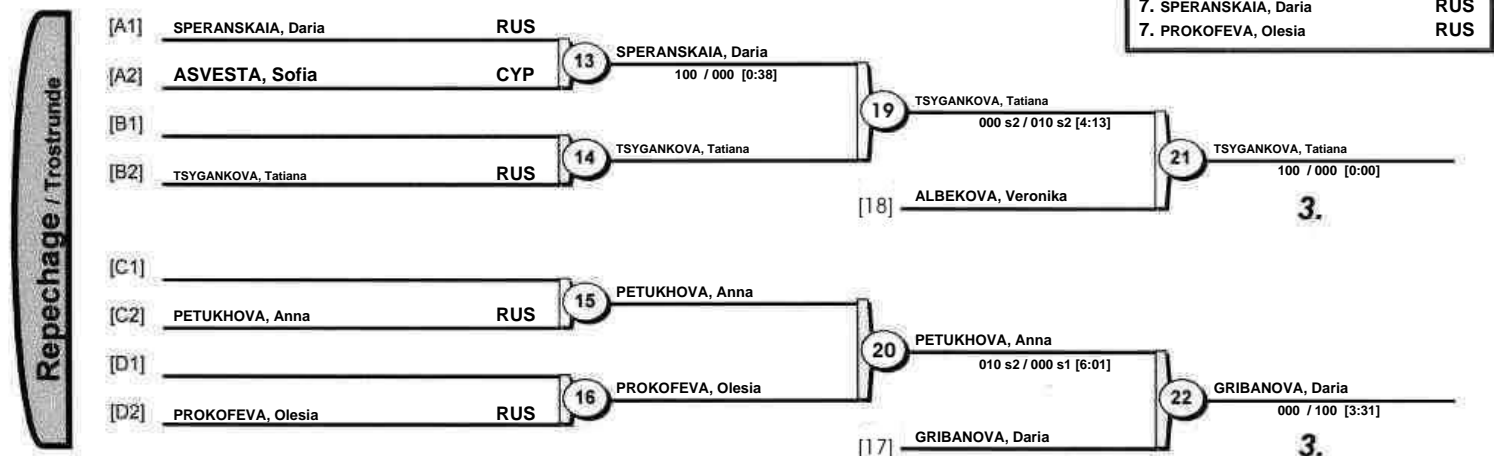 7. SPERANSKAIA, Daria RUS
7. PROKOFEVA, Olesia RUS
Repechage / Trostrunde
[A1] SPERANSKAIA, Daria RUS
[A2] ASVESTA, Sofia CYP
13 SPERANSKAIA, Daria
100 / 000 [0:38]
[B1]
[B2] TSYGANKOVA, Tatiana RUS
14 TSYGANKOVA, Tatiana
19 TSYGANKOVA, Tatiana
000 s2 / 010 s2 [4:13]
[18] ALBEKOVA, Veronika
21 TSYGANKOVA, Tatiana
100 / 000 [0:00]
3.
[C1]
[C2] PETUKHOVA, Anna RUS
15 PETUKHOVA, Anna
[D1]
[D2] PROKOFEVA, Olesia RUS
16 PROKOFEVA, Olesia
20 PETUKHOVA, Anna
010 s2 / 000 s1 [6:01]
[17] GRIBANOVA, Daria
22 GRIBANOVA, Daria
000 / 100 [3:31]
3.